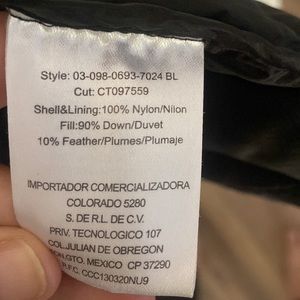 Style: 03-098-0693-7024 BL
Cut: CT097559
Shell&Lining:100% Nylon/Nilon
Fill:90% Down/Duvet
10% Feather/Plumes/Plumaje
IMPORTADOR COMERCIALIZADORA
COLORADO 5280
S. DE R.L. DE C.V.
PRIV. TECNOLOGICO 107
COL.JULIAN DE OBREGON
ON,GTO. MEXICO CP 37290
R.F.C. CCC130320NU9